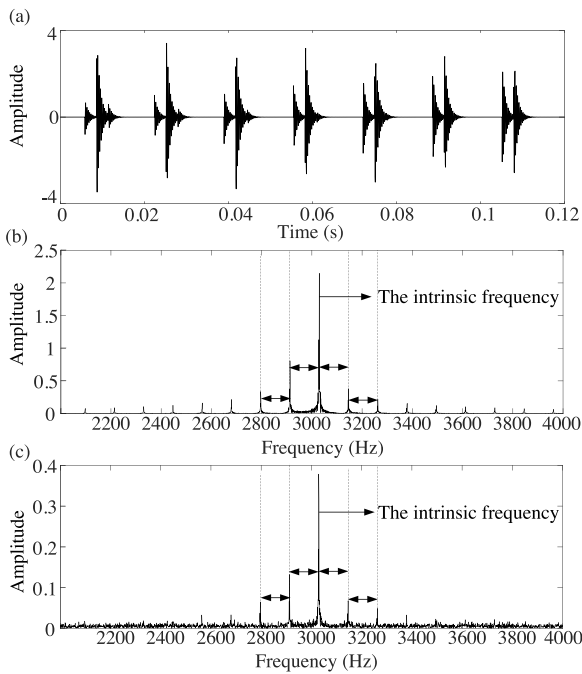 (a)
4
0
-4
Amplitude
0 0.02 0.04 0.06 0.08 0.1 0.12
Time (s)
(b)
2.5
2
1.5
1
0.5
0
Amplitude
The intrinsic frequency
2200 2400 2600 2800 3000 3200 3400 3600 3800 4000
Frequency (Hz)
(c)
0.4
0.3
0.2
0.1
0
Amplitude
The intrinsic frequency
2200 2400 2600 2800 3000 3200 3400 3600 3800 4000
Frequency (Hz)